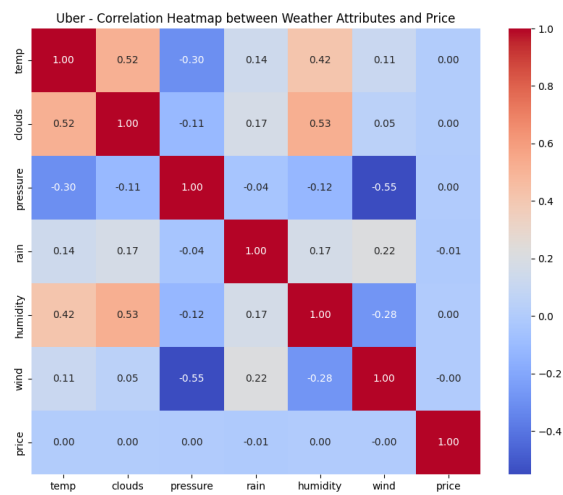 Uber - Correlation Heatmap between Weather Attributes and Price
temp 1.00 0.52 -0.30 0.14 0.42 0.11 0.00
clouds 0.52 1.00 -0.11 0.17 0.53 0.05 0.00
pressure -0.30 -0.11 1.00 -0.04 -0.12 -0.55 0.00
rain 0.14 0.17 -0.04 1.00 0.17 0.22 -0.01
humidity 0.42 0.53 -0.12 0.17 1.00 -0.28 0.00
wind 0.11 0.05 -0.55 0.22 -0.28 1.00 -0.00
price 0.00 0.00 0.00 -0.01 0.00 -0.00 1.00
temp clouds pressure rain humidity wind price
1.0
0.8
0.6
0.4
0.2
0.0
−0.2
−0.4